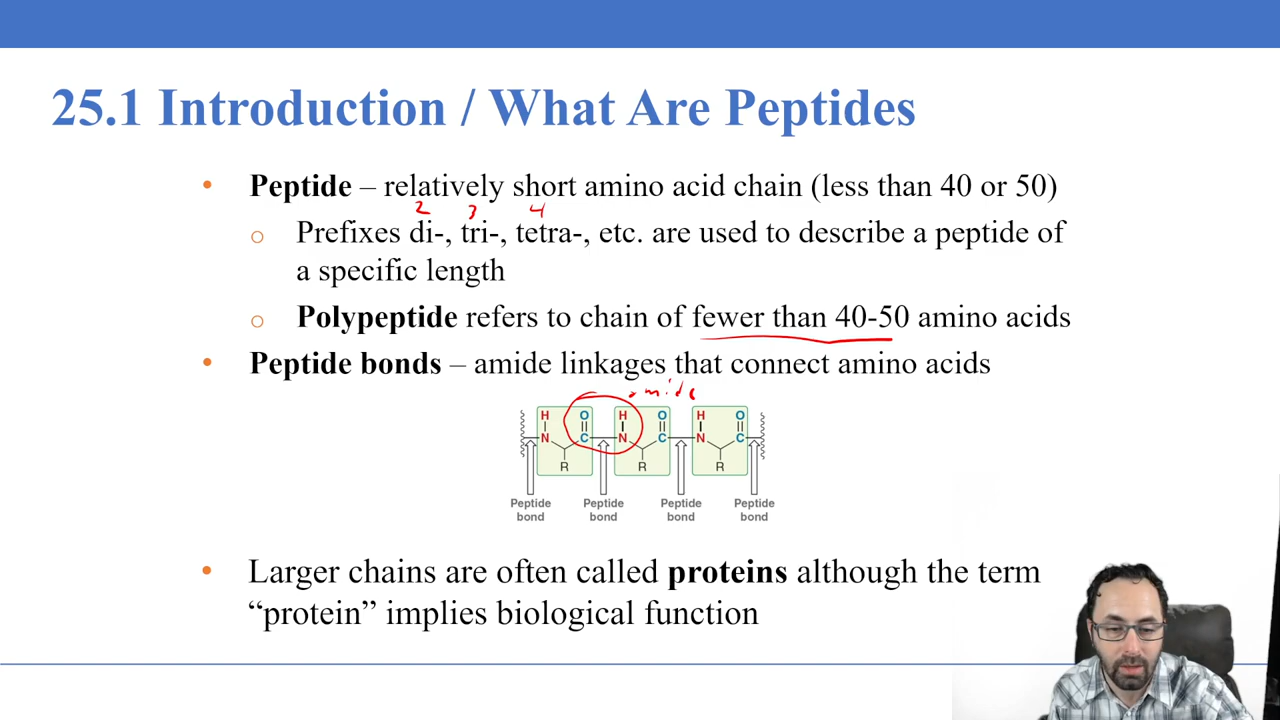 25.1 Introduction / What Are Peptides
• Peptide – relatively short amino acid chain (less than 40 or 50)
2 3 4
o Prefixes di-, tri-, tetra-, etc. are used to describe a peptide of
a specific length
o Polypeptide refers to chain of fewer than 40-50 amino acids
• Peptide bonds – amide linkages that connect amino acids
amide
H O H O H O
N C N C N C
R R R
Peptide Peptide Peptide Peptide
bond bond bond bond
• Larger chains are often called proteins although the term
“protein” implies biological function